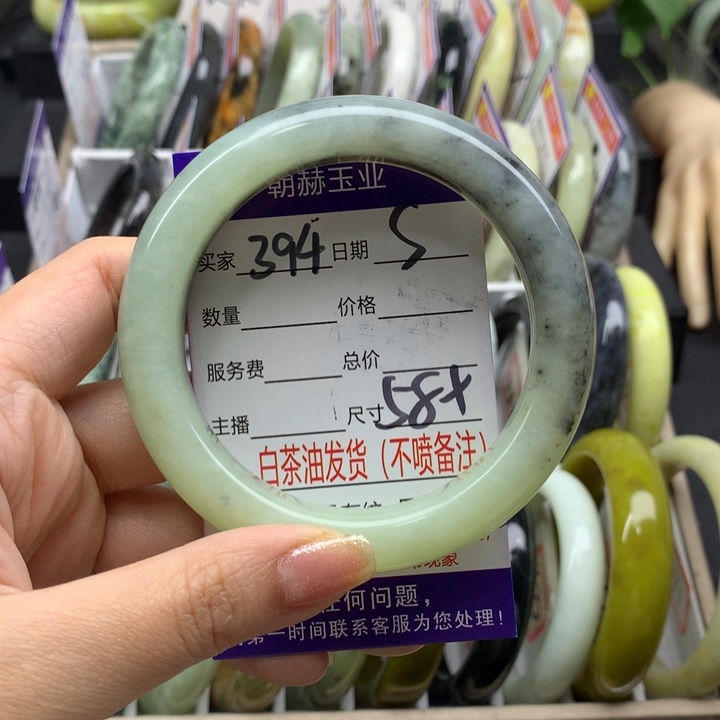 朝赫玉业
买家 394 日期 S
数量 价格
服务费 总价
主播 尺寸 58+
白茶油发货（不喷备注）
任何问题，
第一时间联系客服为您处理！